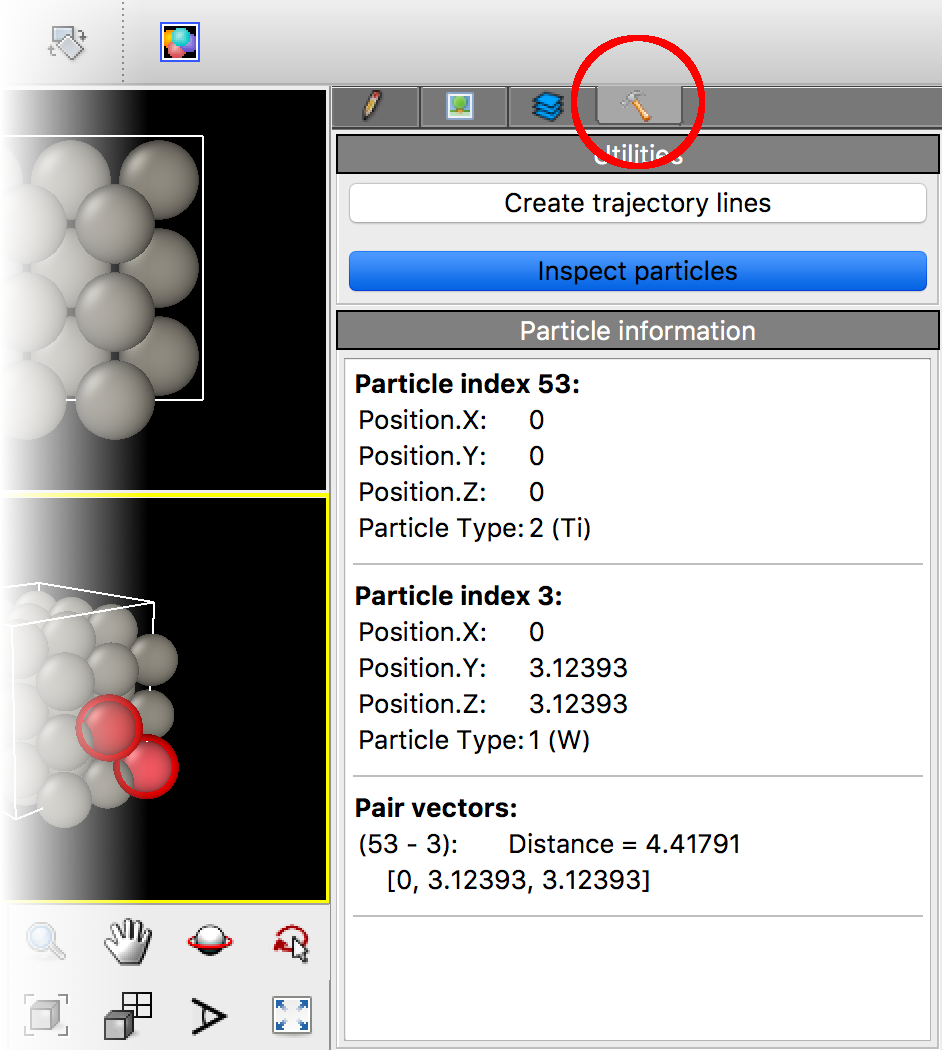 Utilities
Create trajectory lines
Inspect particles
Particle information
Particle index 53:
Position.X: 0
Position.Y: 0
Position.Z: 0
Particle Type: 2 (Ti)
Particle index 3:
Position.X: 0
Position.Y: 3.12393
Position.Z: 3.12393
Particle Type: 1 (W)
Pair vectors:
(53 - 3): Distance = 4.41791
[0, 3.12393, 3.12393]